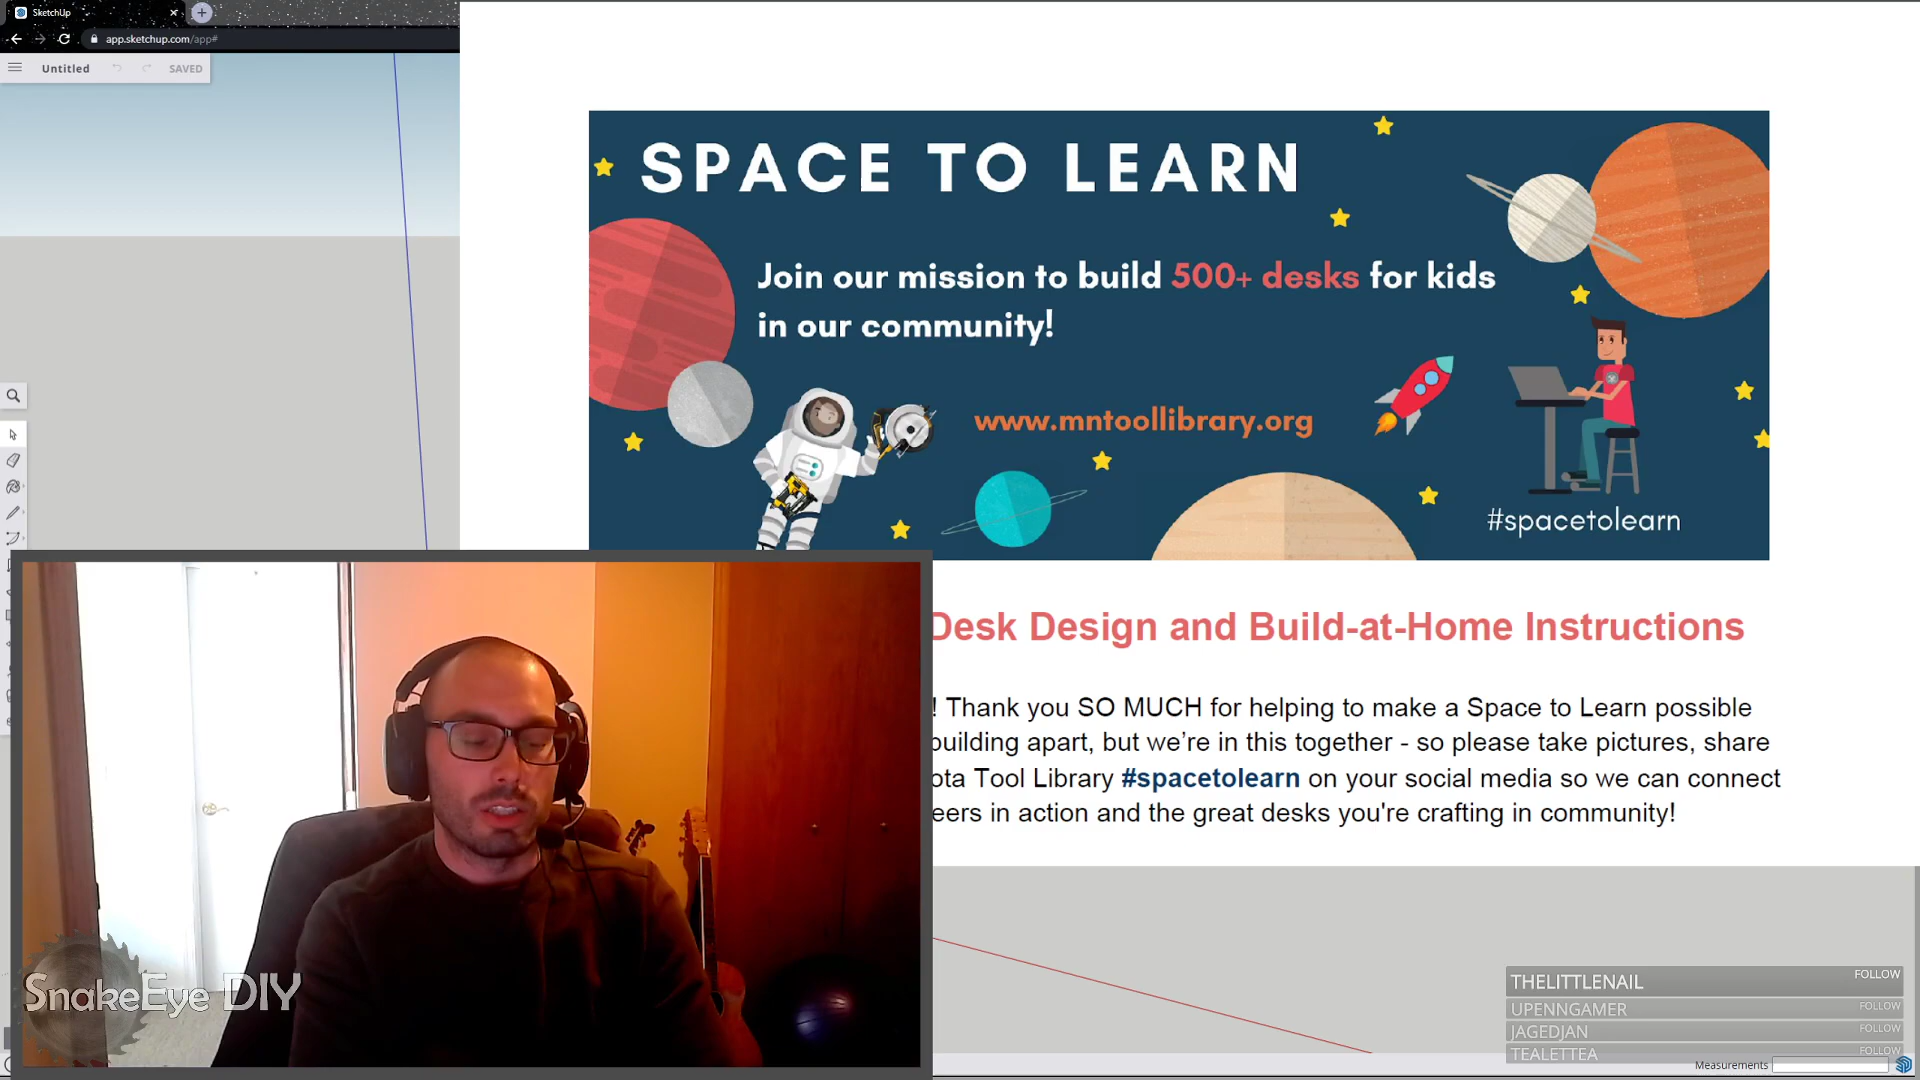 SketchUp
app.sketchup.com/app#
Untitled
SAVED
SPACE TO LEARN
Join our mission to build 500+ desks for kids
in our community!
www.mntoollibrary.org
#spacetolearn
Desk Design and Build-at-Home Instructions
! Thank you SO MUCH for helping to make a Space to Learn possible
building apart, but we're in this together - so please take pictures, share
ota Tool Library #spacetolearn on your social media so we can connect
eers in action and the great desks you're crafting in community!
SnakeEye DIY
THELITTLENAIL FOLLOW
UPENNGAMER FOLLOW
JAGEDJAN FOLLOW
TEALETTEA FOLLOW
Measurements